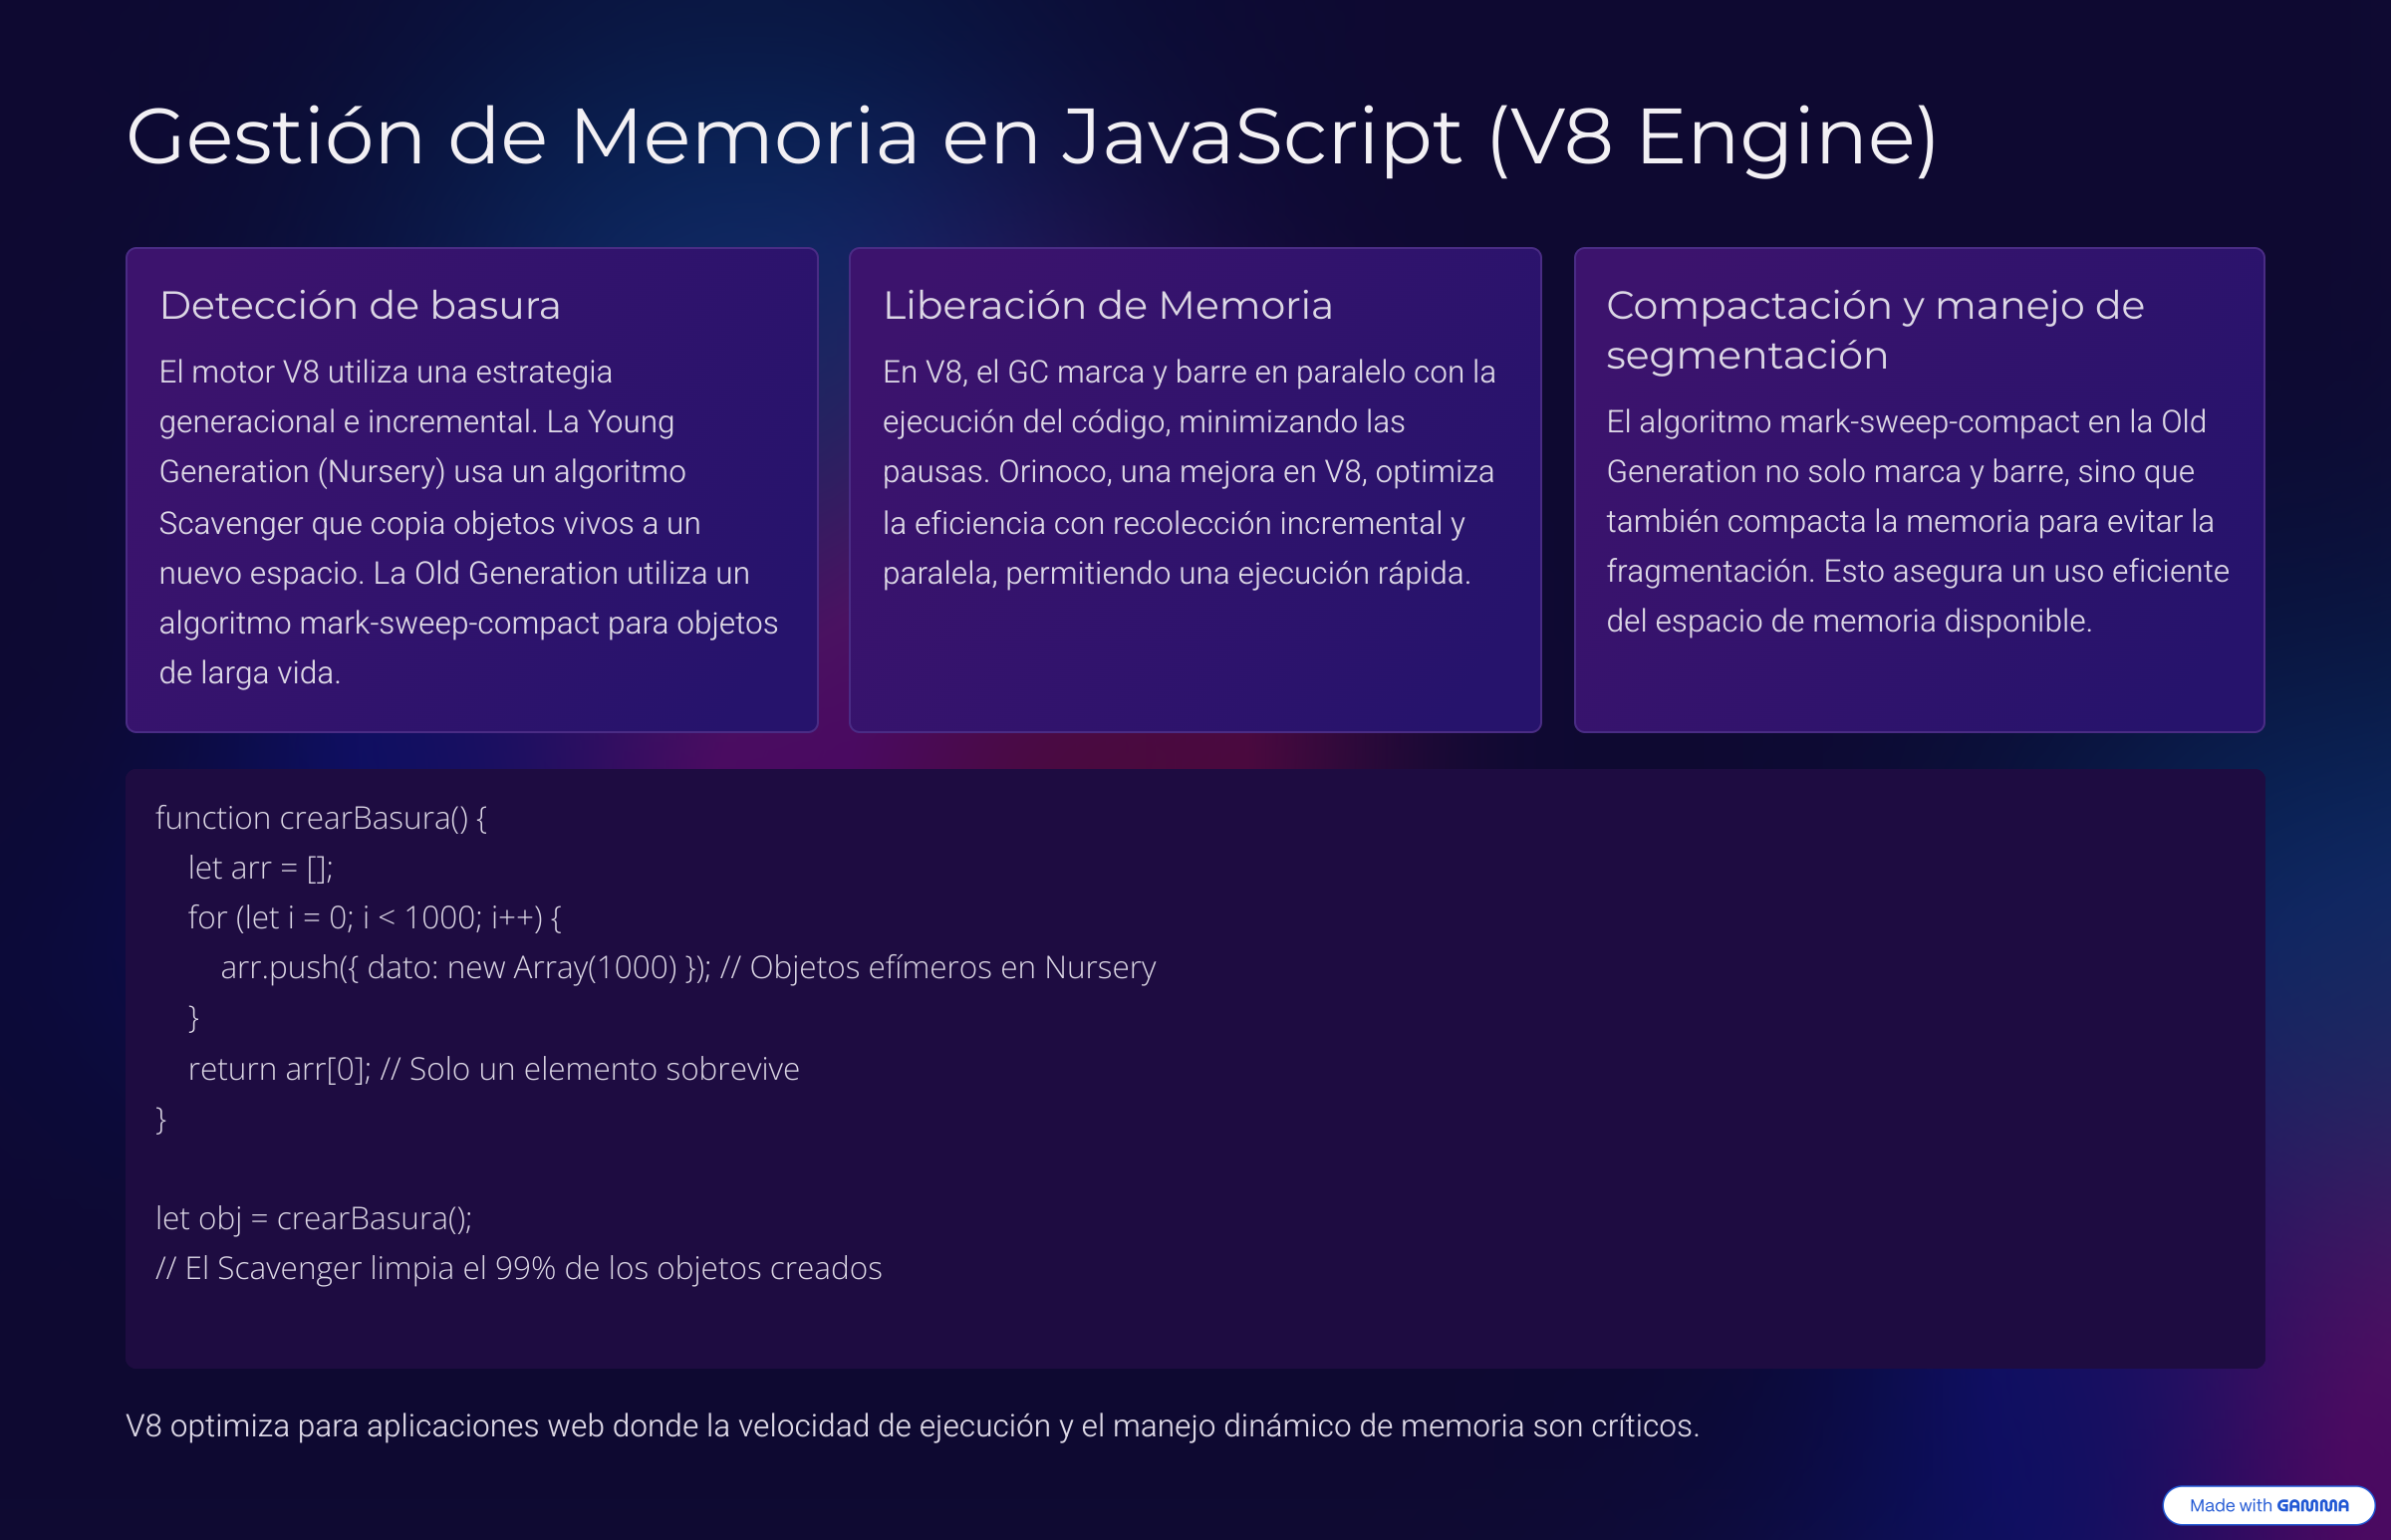 Gestión de Memoria en JavaScript (V8 Engine)
Detección de basura
El motor V8 utiliza una estrategia
generacional e incremental. La Young
Generation (Nursery) usa un algoritmo
Scavenger que copia objetos vivos a un
nuevo espacio. La Old Generation utiliza un
algoritmo mark-sweep-compact para objetos
de larga vida.
Liberación de Memoria
En V8, el GC marca y barre en paralelo con la
ejecución del código, minimizando las
pausas. Orinoco, una mejora en V8, optimiza
la eficiencia con recolección incremental y
paralela, permitiendo una ejecución rápida.
Compactación y manejo de
segmentación
El algoritmo mark-sweep-compact en la Old
Generation no solo marca y barre, sino que
también compacta la memoria para evitar la
fragmentación. Esto asegura un uso eficiente
del espacio de memoria disponible.
function crearBasura() {
    let arr = [];
    for (let i = 0; i < 1000; i++) {
        arr.push({ dato: new Array(1000) }); // Objetos efímeros en Nursery
    }
    return arr[0]; // Solo un elemento sobrevive
}
let obj = crearBasura();
// El Scavenger limpia el 99% de los objetos creados
V8 optimiza para aplicaciones web donde la velocidad de ejecución y el manejo dinámico de memoria son críticos.
Made with GAMMA